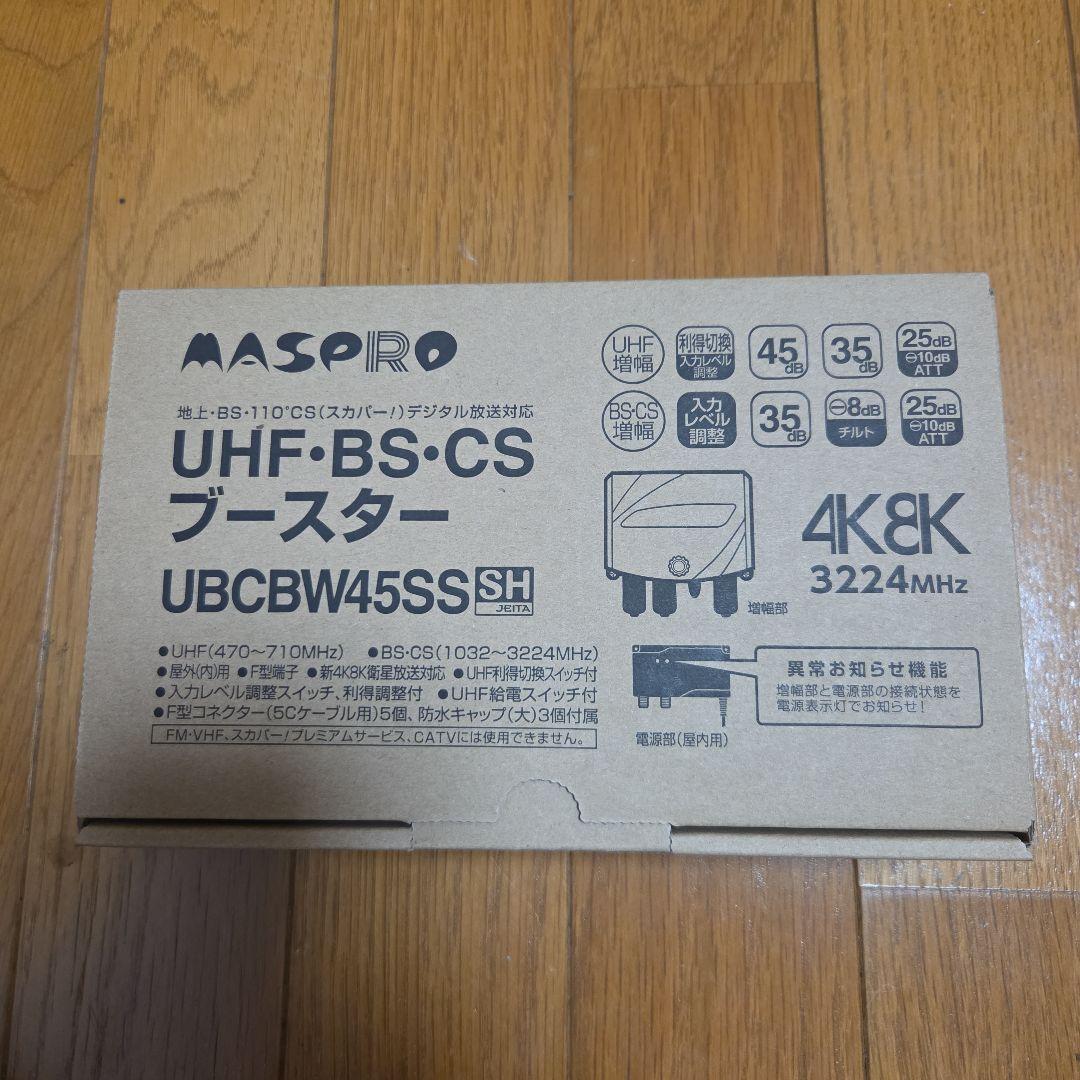 MASPRO
地上・BS・110°CS(スカパー!)デジタル放送対応
UHF・BS・CS
ブースター
UBCBW45SS SH JEITA
UHF増幅
利得切換 入力レベル調整
45dB
35dB
25dB ⊖10dB ATT
BS・CS増幅
入力レベル調整
35dB
⊖8dB チルト
25dB ⊖10dB ATT
増幅部
4K8K
3224MHz
●UHF(470〜710MHz) ●BS・CS(1032〜3224MHz)
●屋外(内)用 ●F型端子 ●新4K8K衛星放送対応 ●UHF利得切換スイッチ付
●入力レベル調整スイッチ、利得調整付 ●UHF給電スイッチ付
●F型コネクター(5Cケーブル用)5個、防水キャップ(大)3個付属
FM・VHF、スカパー!プレミアムサービス、CATVには使用できません。
電源部(屋内用)
異常お知らせ機能
増幅部と電源部の接続状態を
電源表示灯でお知らせ!